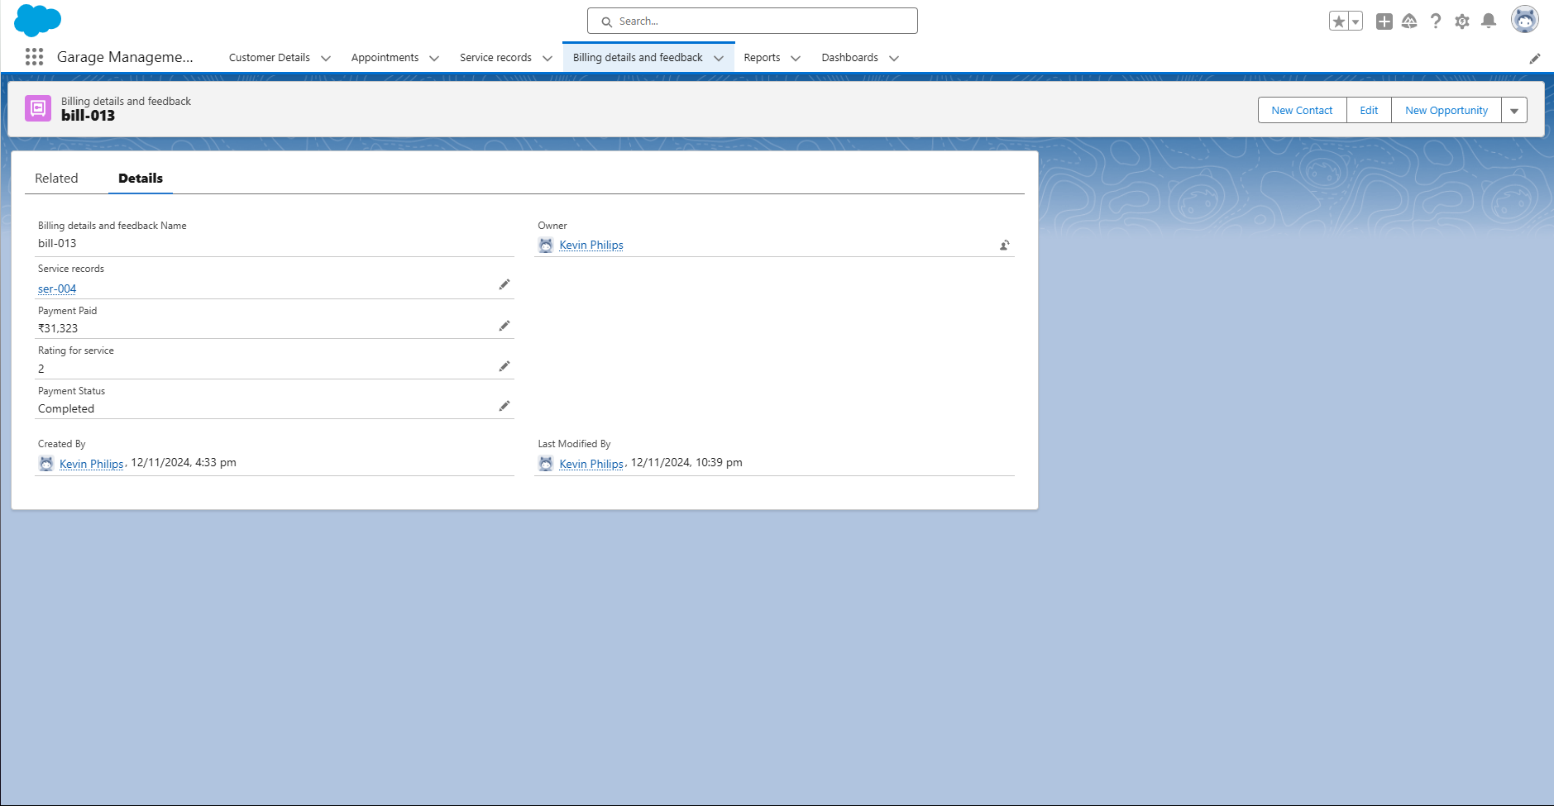 Search...
Garage Manageme...
Customer Details
Appointments
Service records
Billing details and feedback
Reports
Dashboards
Billing details and feedback
bill-013
New Contact
Edit
New Opportunity
Related
Details
Billing details and feedback Name
bill-013
Owner
Kevin Philips
Service records
ser-004
Payment Paid
₹31,323
Rating for service
2
Payment Status
Completed
Created By
Kevin Philips, 12/11/2024, 4:33 pm
Last Modified By
Kevin Philips, 12/11/2024, 10:39 pm